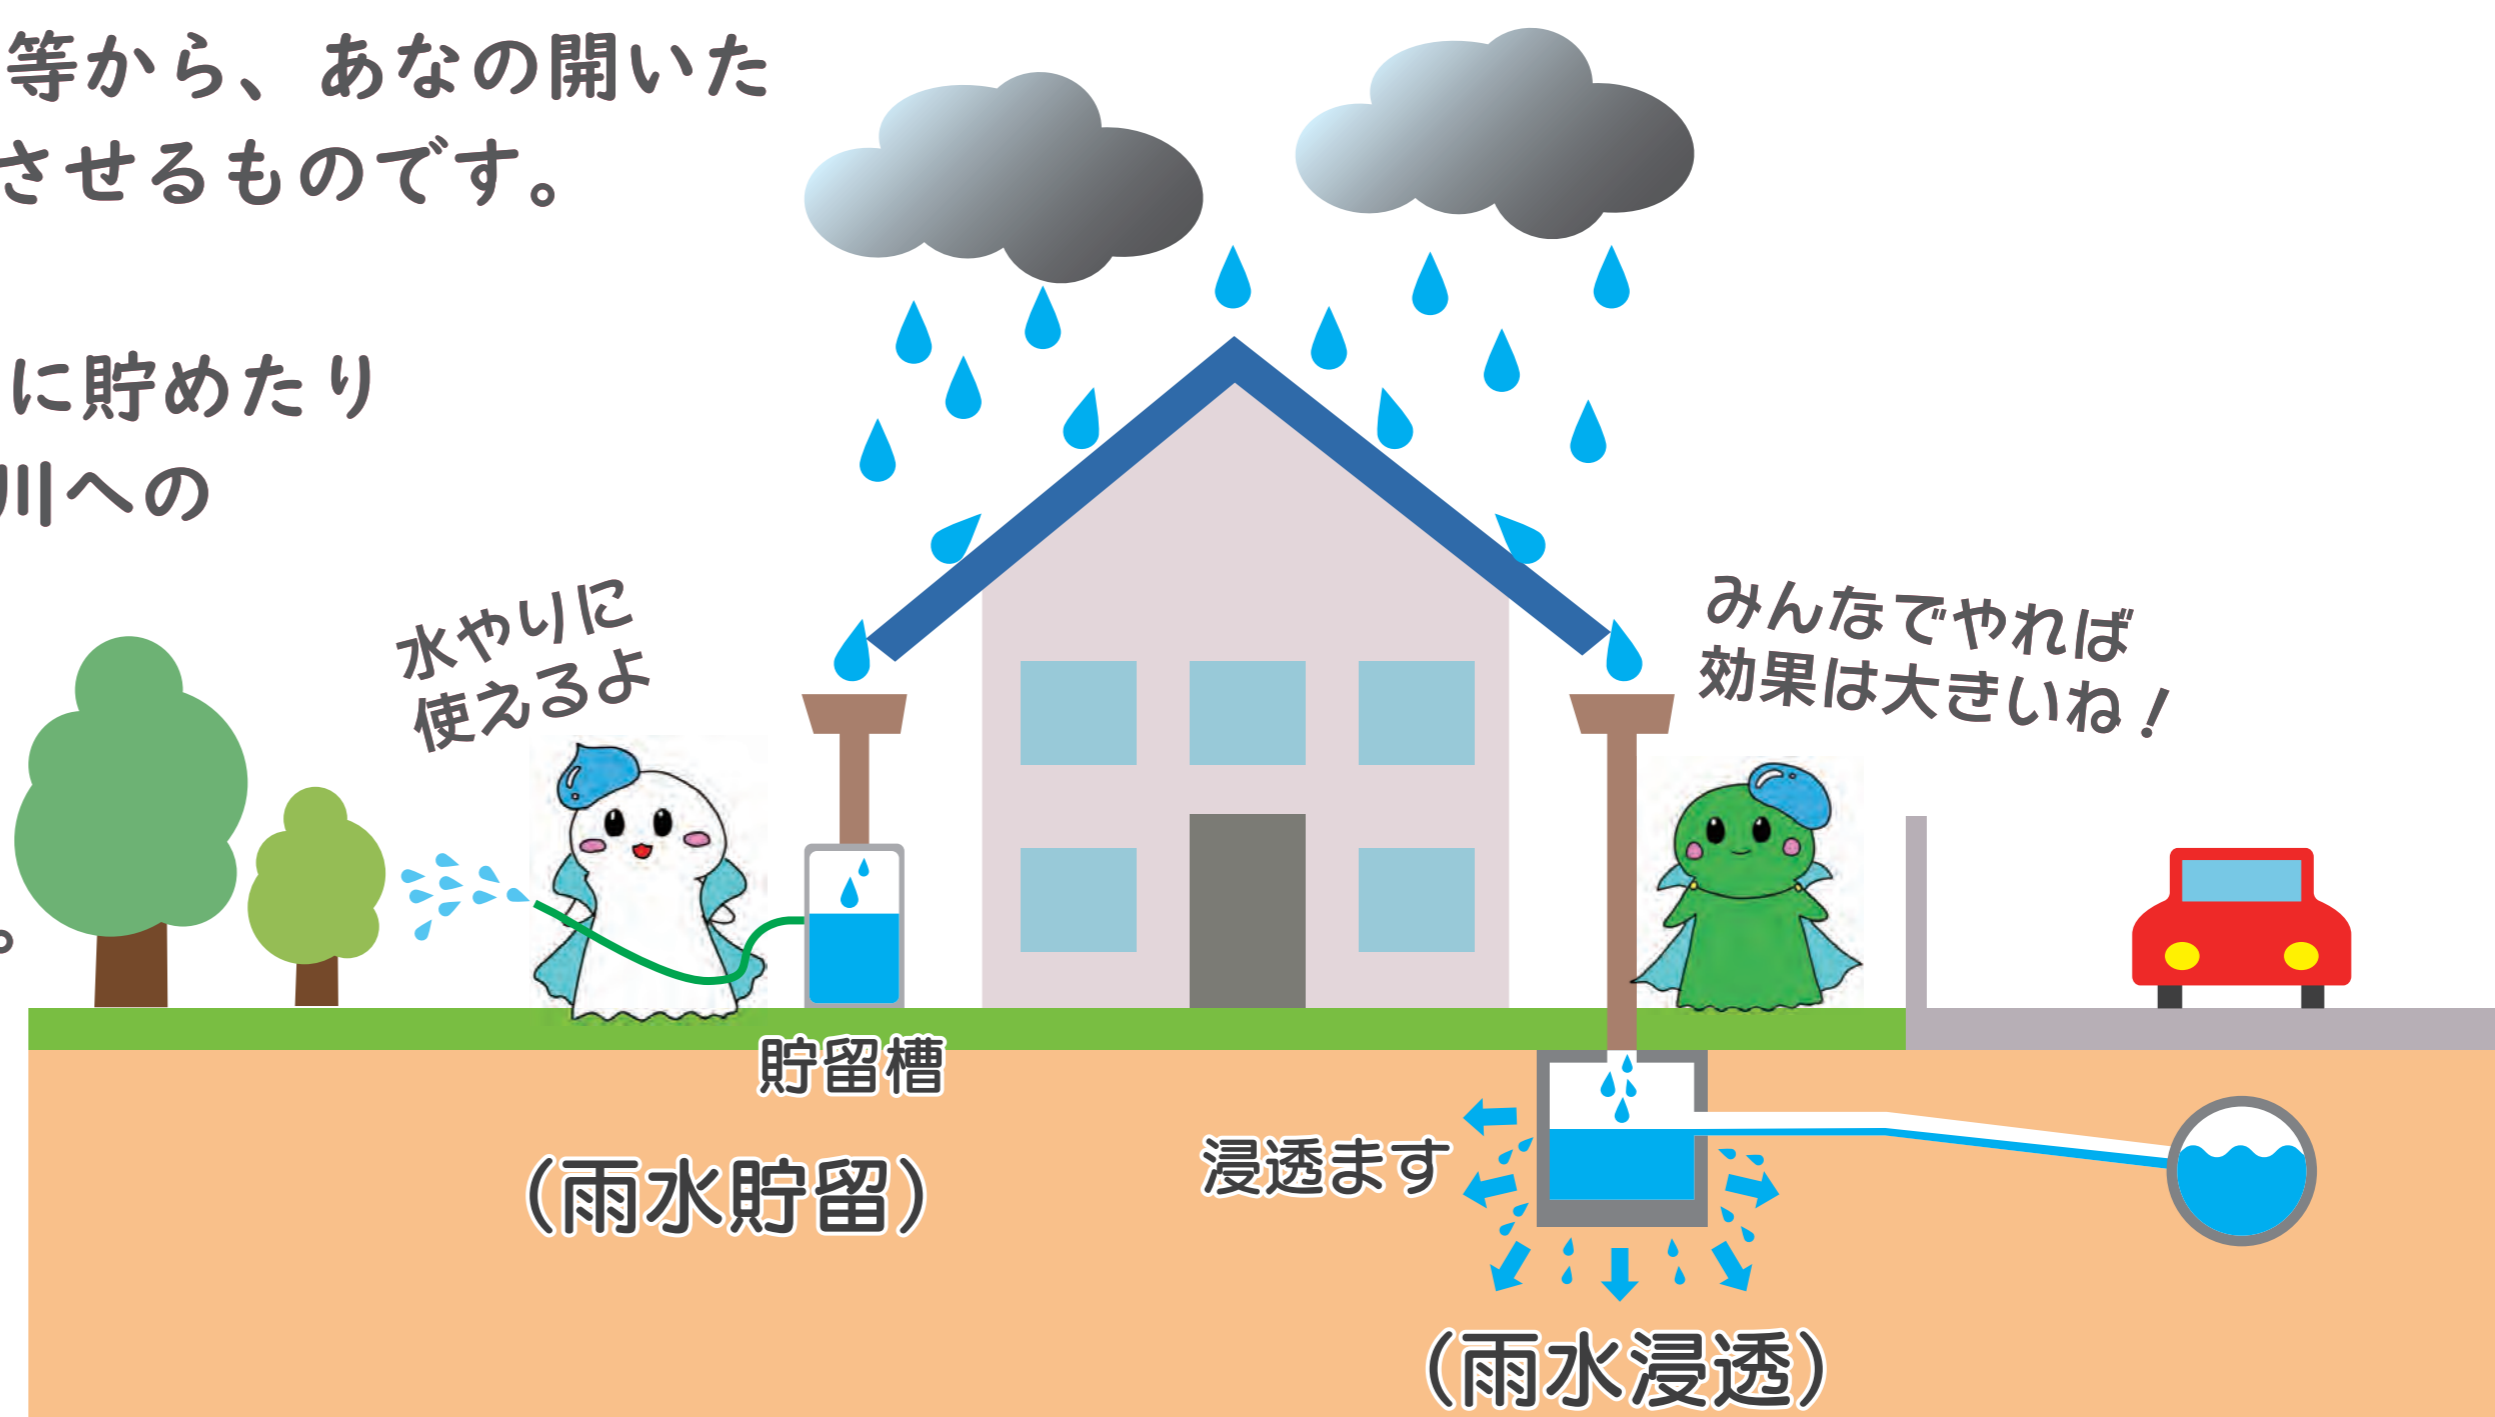 等から、あなの開いた
させるものです。
に貯めたり
川への
。
水やりに
使えるよ
みんなでやれば
効果は大きいね！
貯留槽
（雨水貯留）
浸透ます
（雨水浸透）